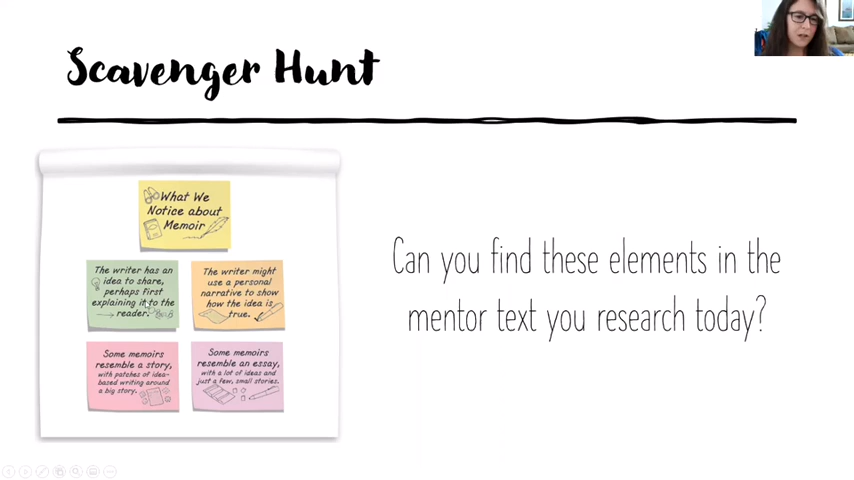 Scavenger Hunt
What We
Notice about
Memoir
The writer has an
idea to share,
perhaps first
explaining it to the
reader.
The writer might
use a personal
narrative to show
how the idea is
true.
Some memoirs
resemble a story,
with patches of idea-
based writing around
a big story.
Some memoirs
resemble an essay,
with a lot of ideas and
just a few, small stories.
Can you find these elements in the
mentor text you research today?